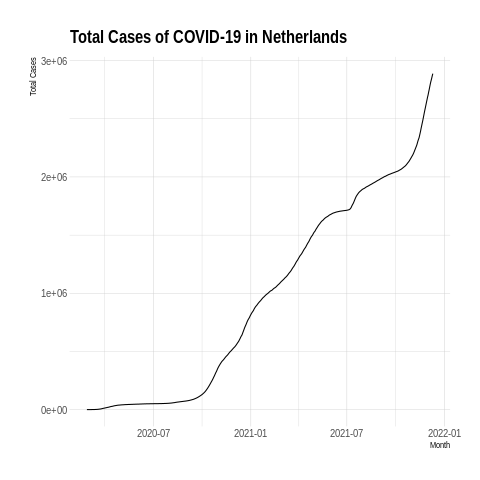 Total Cases of COVID-19 in Netherlands
Total Cases
3e+06
2e+06
1e+06
0e+00
2020-07
2021-01
2021-07
2022-01
Month